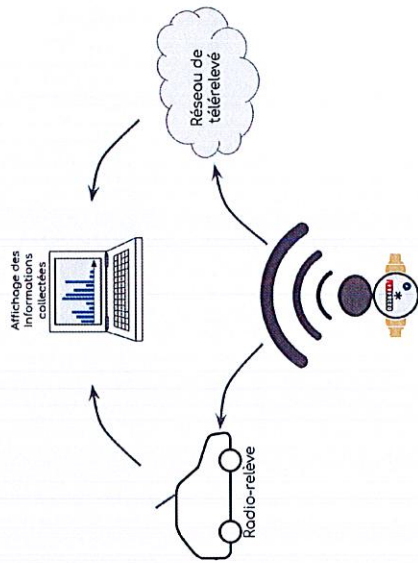 Affichage des
Informations
collectées
Réseau de
télérelevé
Radio-relève